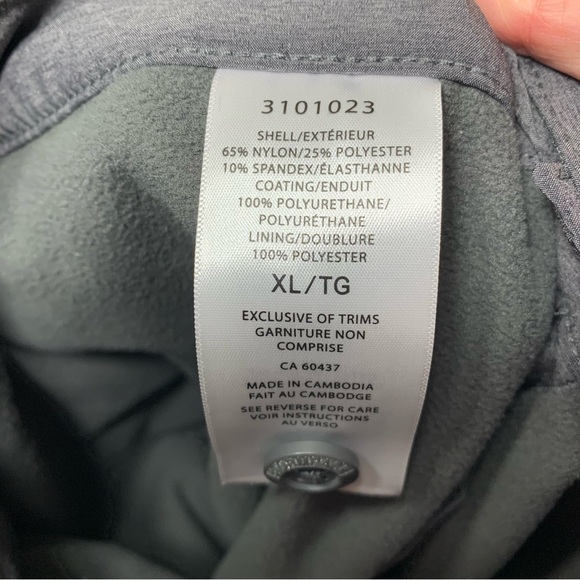 3101023
SHELL/EXTÉRIEUR
65% NYLON/25% POLYESTER
10% SPANDEX/ÉLASTHANNE
COATING/ENDUIT
100% POLYURETHANE/
POLYURÉTHANE
LINING/DOUBLURE
100% POLYESTER
XL/TG
EXCLUSIVE OF TRIMS
GARNITURE NON
COMPRISE
CA 60437
MADE IN CAMBODIA
FAIT AU CAMBODGE
SEE REVERSE FOR CARE
VOIR INSTRUCTIONS
AU VERSO